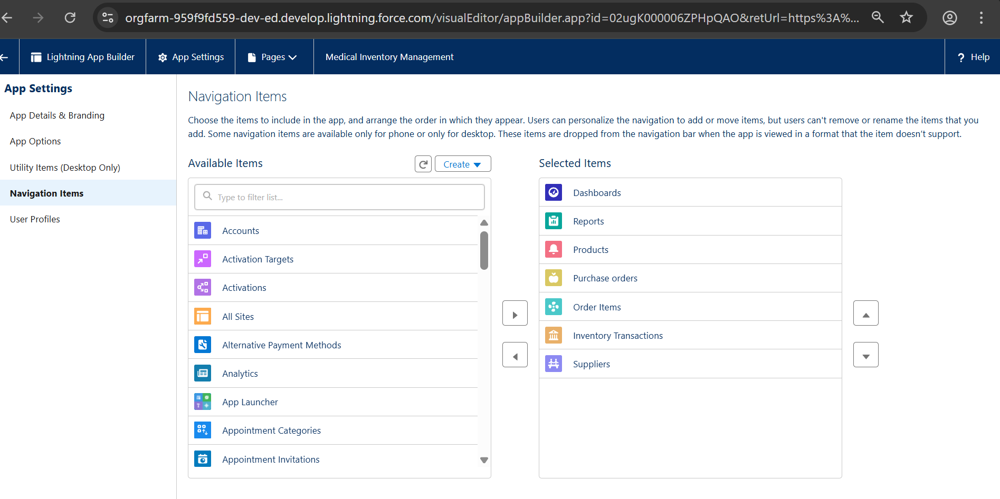 orgfarm-959f9fd559-dev-ed.develop.lightning.force.com/visualEditor/appBuilder.app?id=02ugK000006ZPHpQAO&retUrl=https%3A%...
Lightning App Builder
App Settings
Pages
Medical Inventory Management
? Help
App Settings
App Details & Branding
App Options
Utility Items (Desktop Only)
Navigation Items
User Profiles
Navigation Items
Choose the items to include in the app, and arrange the order in which they appear. Users can personalize the navigation to add or move items, but users can't remove or rename the items that you
add. Some navigation items are available only for phone or only for desktop. These items are dropped from the navigation bar when the app is viewed in a format that the item doesn’t support.
Available Items
Create
Type to filter list...
Accounts
Activation Targets
Activations
All Sites
Alternative Payment Methods
Analytics
App Launcher
Appointment Categories
Appointment Invitations
Selected Items
Dashboards
Reports
Products
Purchase orders
Order Items
Inventory Transactions
Suppliers